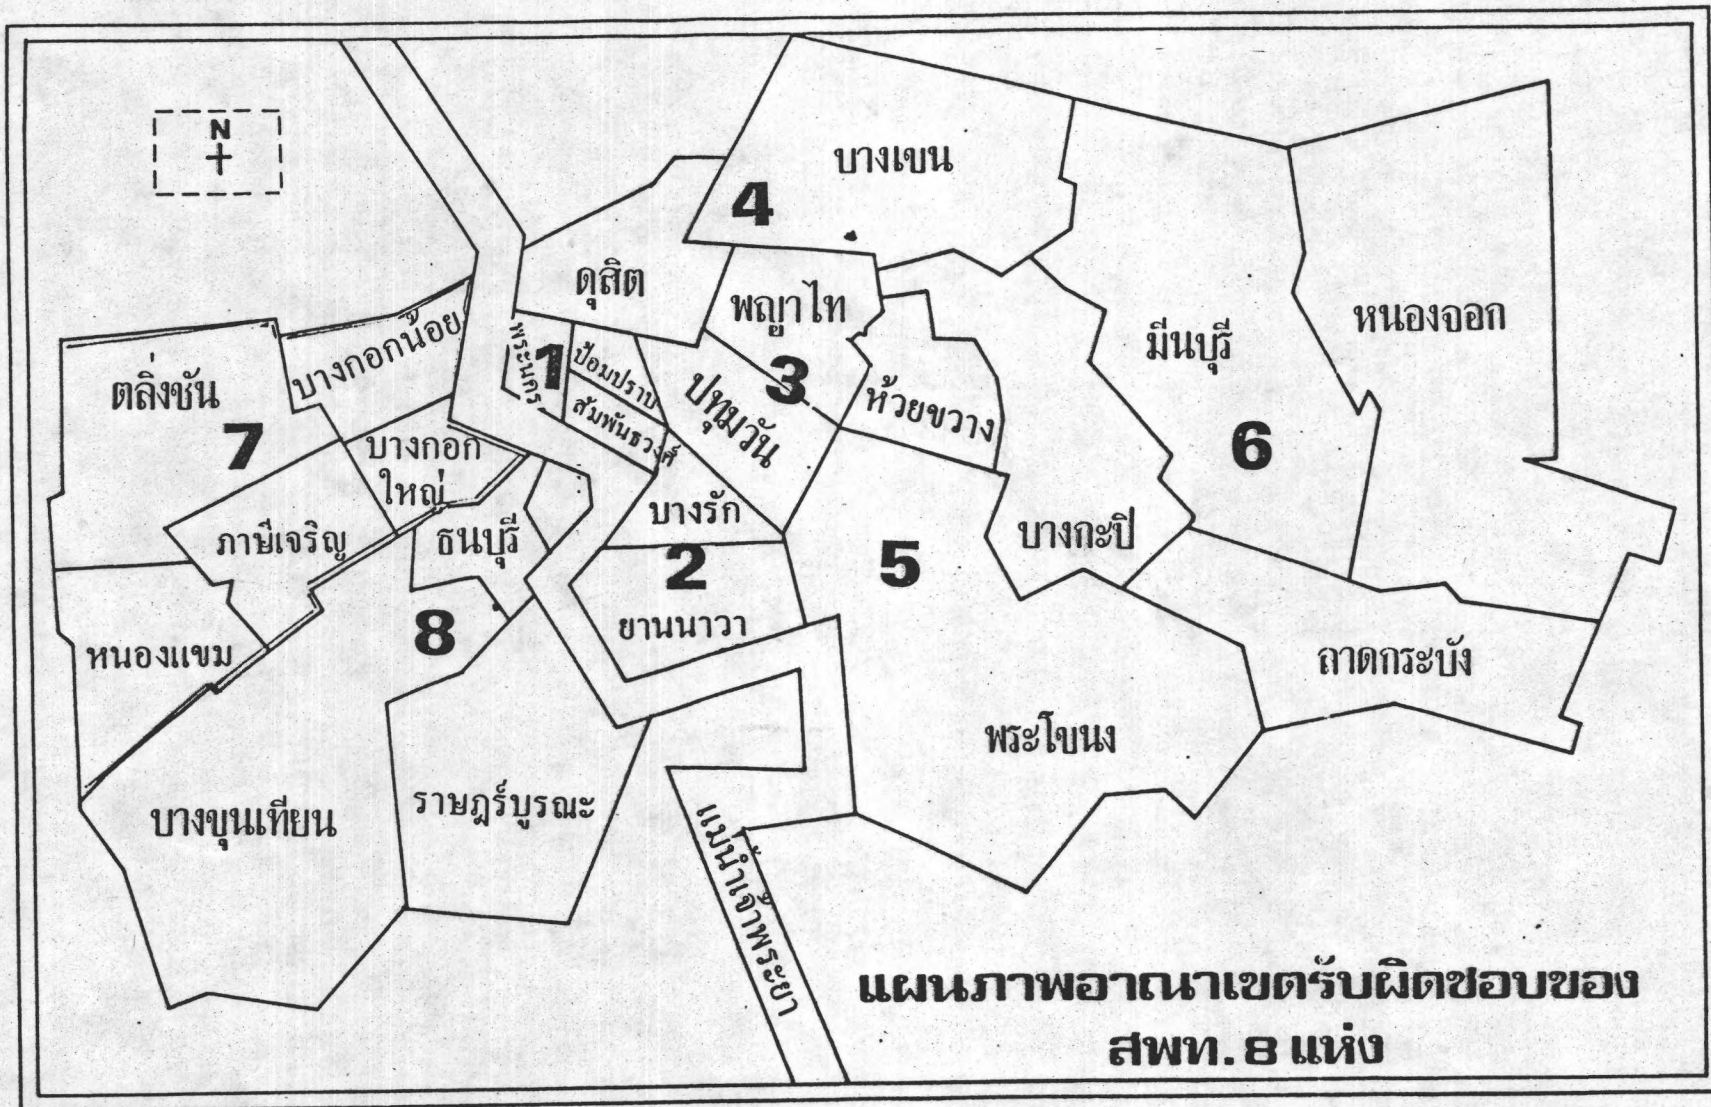 N
บางเขน
4
ดุสิต
พญาไท
หนองจอก
มีนบุรี
บางกอกน้อย
พระนคร
1
ป้อมปราบ
สัมพันธวงศ์
ปทุมวัน
3
ห้วยขวาง
ตลิ่งชัน
7
บางกอก
ใหญ่
6
บางรัก
บางกะปิ
ภาษีเจริญ
ธนบุรี
2
5
ยานนาวา
8
หนองแขม
ลาดกระบัง
พระโขนง
บางขุนเทียน
ราษฎร์บูรณะ
แม่น้ำเจ้าพระยา
แผนภาพอาณาเขตรับผิดชอบของ
สพท. 8 แห่ง